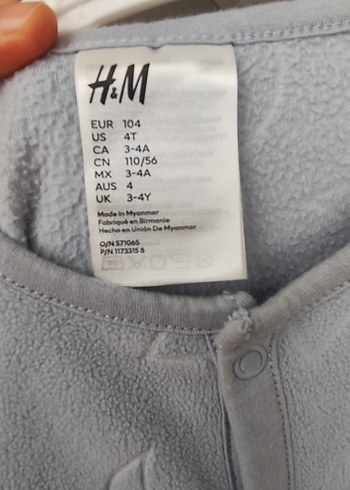 H&M
EUR 104
US 4T
CA 3-4A
CN 110/56
MX 3-4A
AUS 4
UK 3-4Y
Made in Myanmar
Fabriqué en Birmanie
Hecho en Unión De Myanmar
O/N 571065
P/N 1173315 8